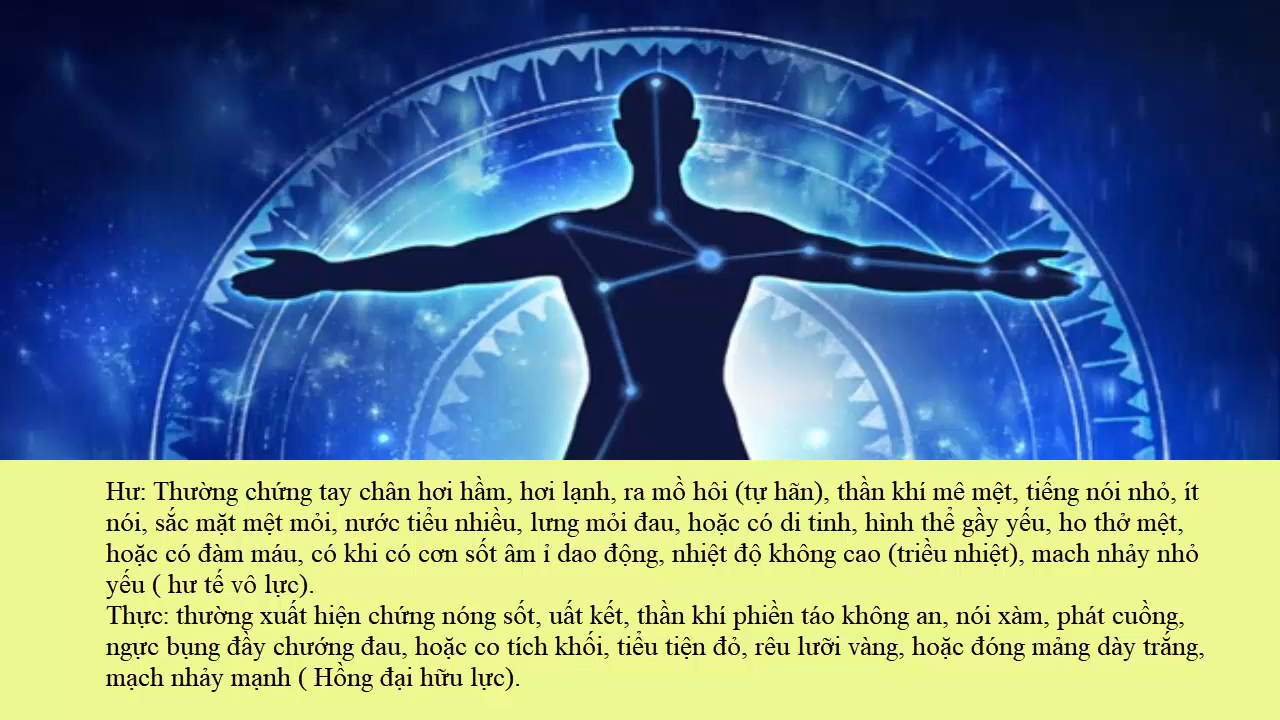 Hư: Thường chứng tay chân hơi hầm, hơi lạnh, ra mồ hôi (tự hãn), thần khí mê mệt, tiếng nói nhỏ, ít
nói, sắc mặt mệt mỏi, nước tiểu nhiều, lưng mỏi đau, hoặc có di tinh, hình thể gầy yếu, ho thở mệt,
hoặc có đàm máu, có khi có cơn sốt âm ỉ dao động, nhiệt độ không cao (triều nhiệt), mach nhảy nhỏ
yếu ( hư tế vô lực).
Thực: thường xuất hiện chứng nóng sốt, uất kết, thần khí phiền táo không an, nói xàm, phát cuồng,
ngực bụng đầy chướng đau, hoặc co tích khối, tiểu tiện đỏ, rêu lưỡi vàng, hoặc đóng mảng dày trắng,
mạch nhảy mạnh ( Hồng đại hữu lực).